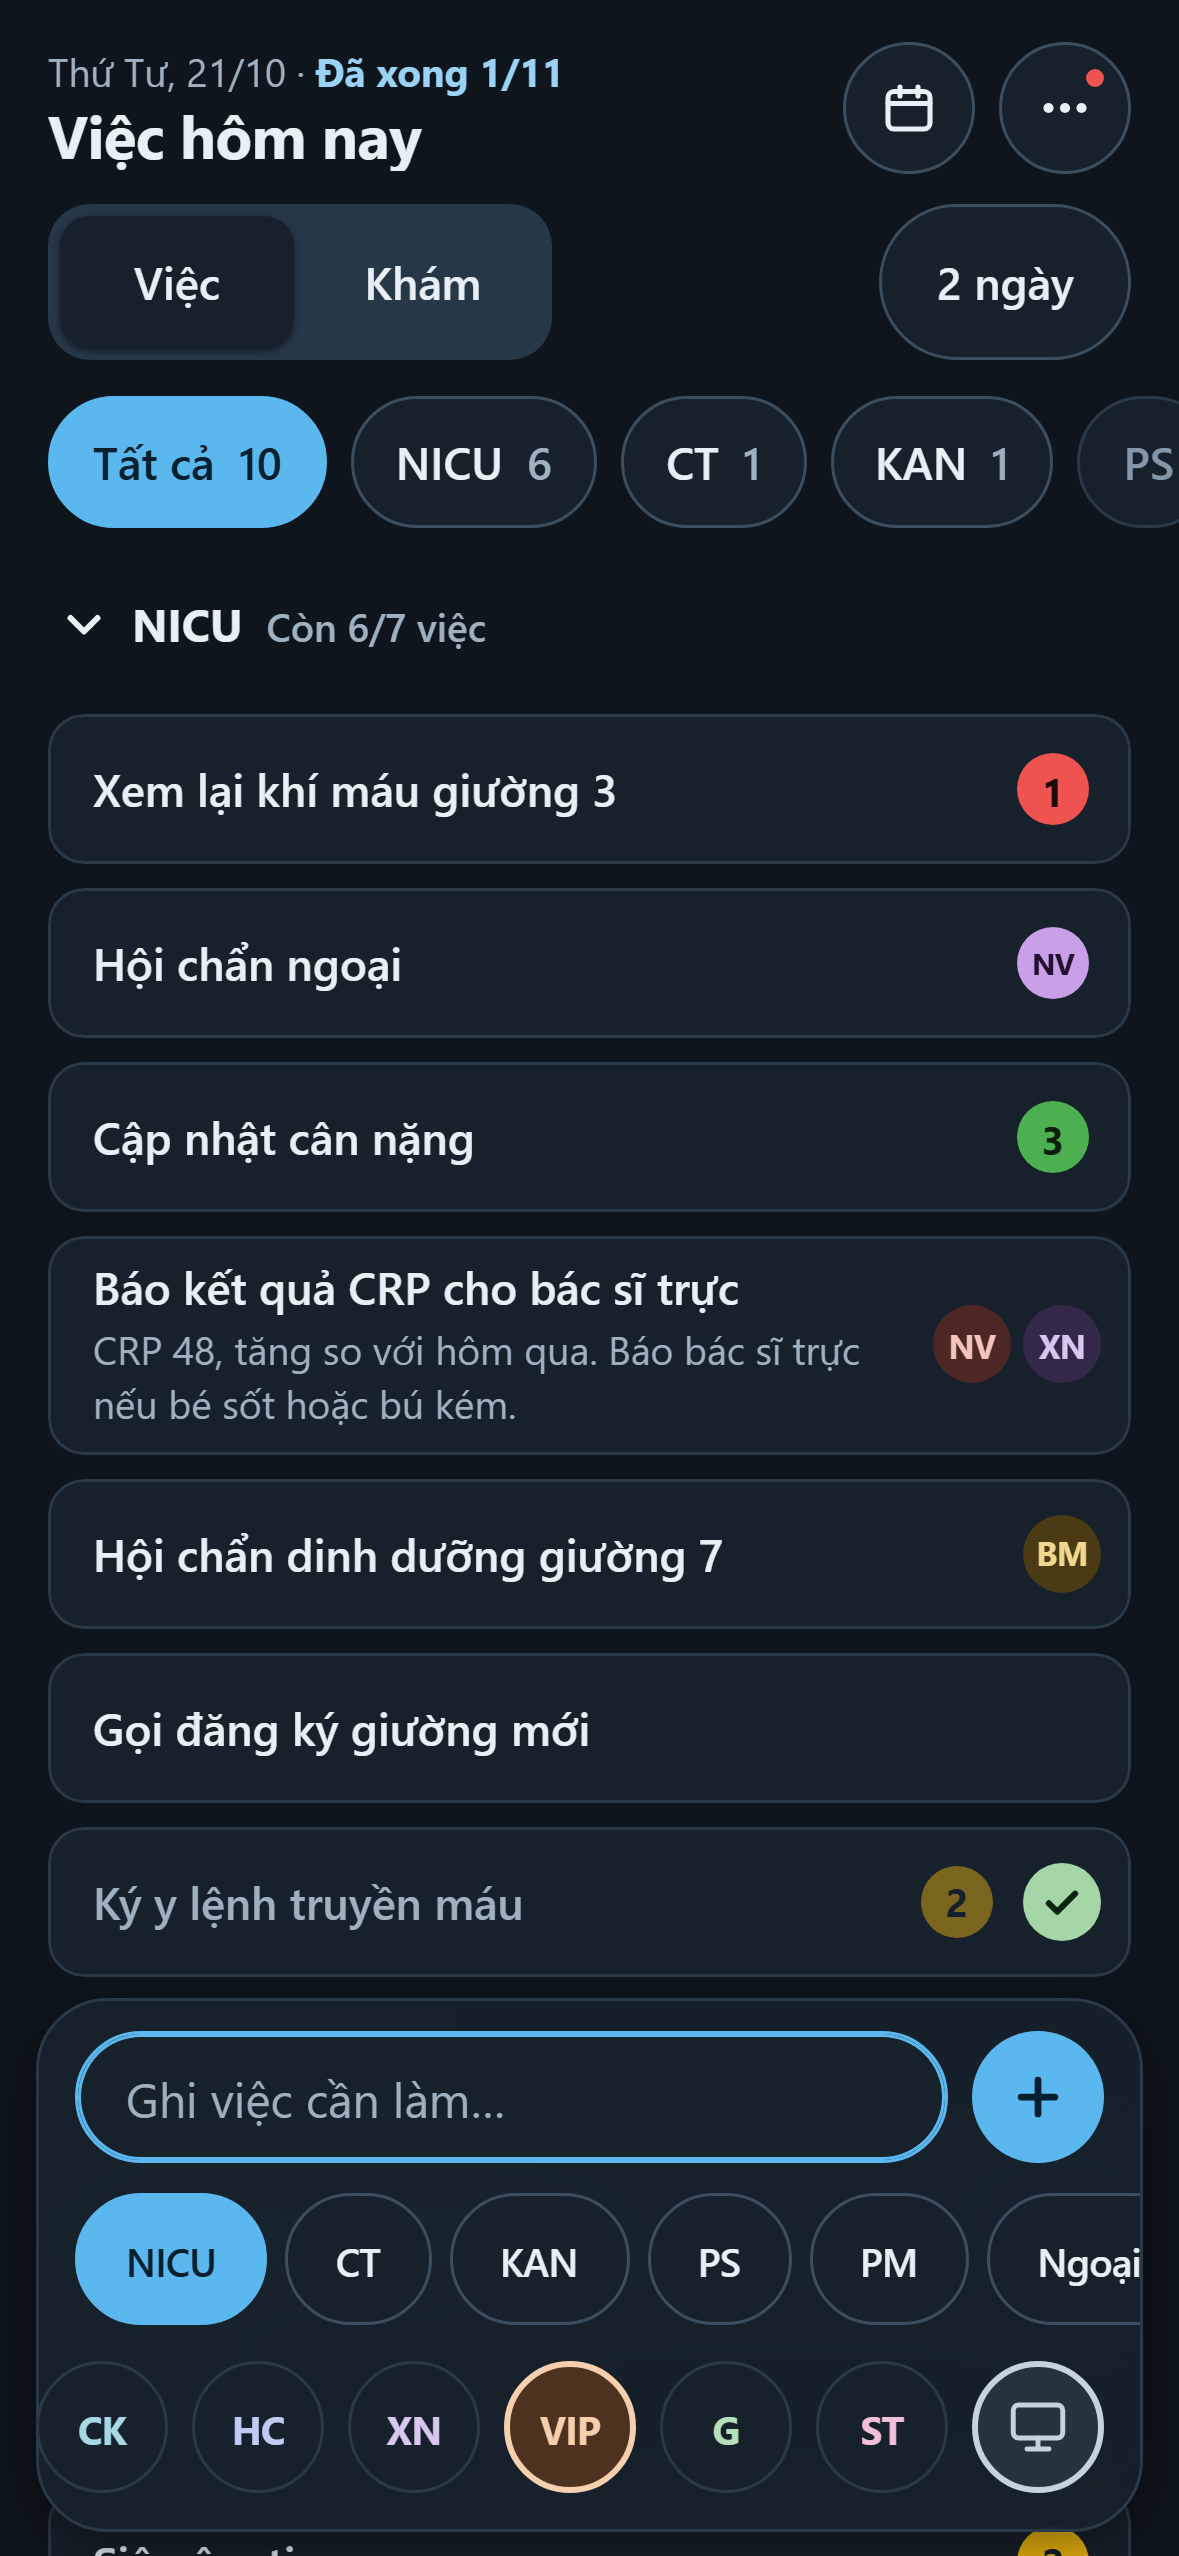 Thứ Tư, 21/10 · Đã xong 1/11
Việc hôm nay
Việc
Khám
2 ngày
Tất cả 10
NICU 6
CT 1
KAN 1
PS
NICU Còn 6/7 việc
Xem lại khí máu giường 3
1
Hội chẩn ngoại
NV
Cập nhật cân nặng
3
Báo kết quả CRP cho bác sĩ trực
CRP 48, tăng so với hôm qua. Báo bác sĩ trực
nếu bé sốt hoặc bú kém.
NV XN
Hội chẩn dinh dưỡng giường 7
BM
Gọi đăng ký giường mới
Ký y lệnh truyền máu
2
Ghi việc cần làm...
NICU CT KAN PS PM Ngoại
CK HC XN VIP G ST